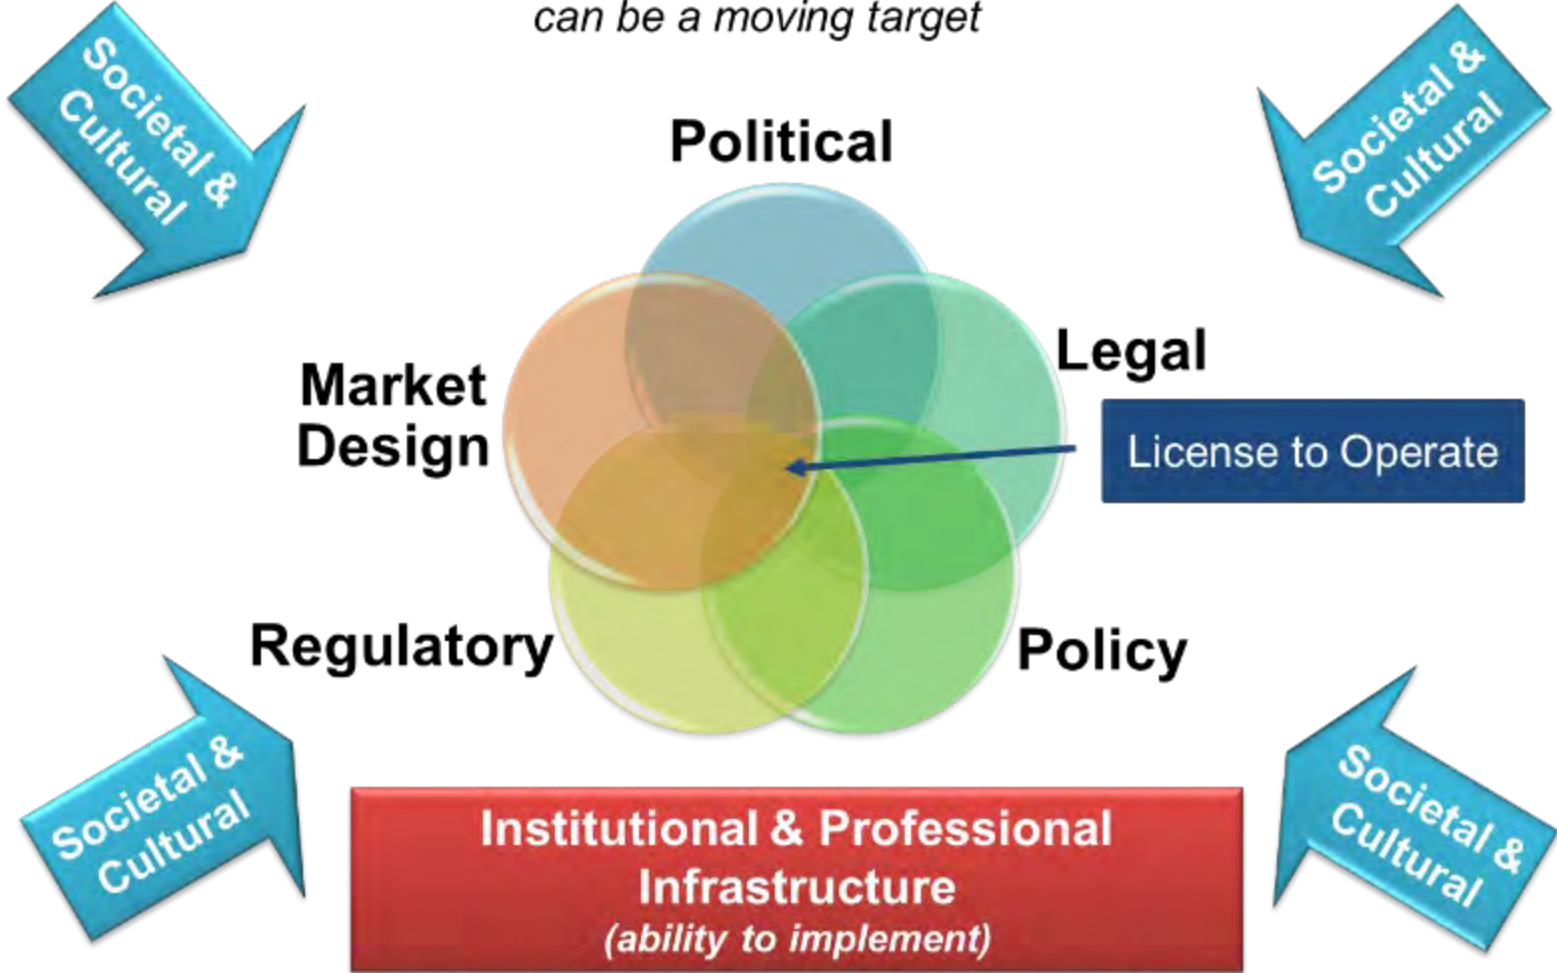 can be a moving target
Societal &
Cultural
Societal &
Cultural
Political
Legal
Market
Design
License to Operate
Regulatory
Policy
Societal &
Cultural
Societal &
Cultural
Institutional & Professional
Infrastructure
(ability to implement)